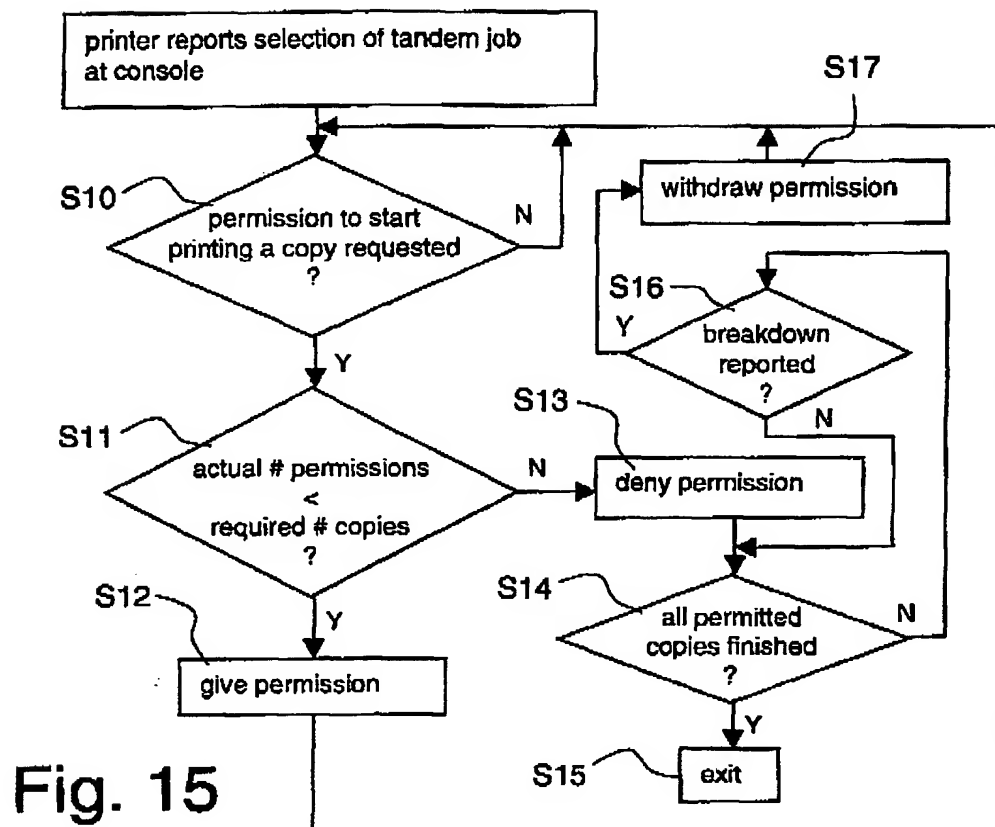 printer reports selection of tandem job
at console
S17
withdraw permission
S10
permission to start
printing a copy requested
?
N
Y
S16
breakdown
reported
?
Y
N
S11
actual # permissions
<
required # copies
?
N
Y
S13
deny permission
S12
give permission
S14
all permitted
copies finished
?
N
Y
S15
exit
Fig. 15